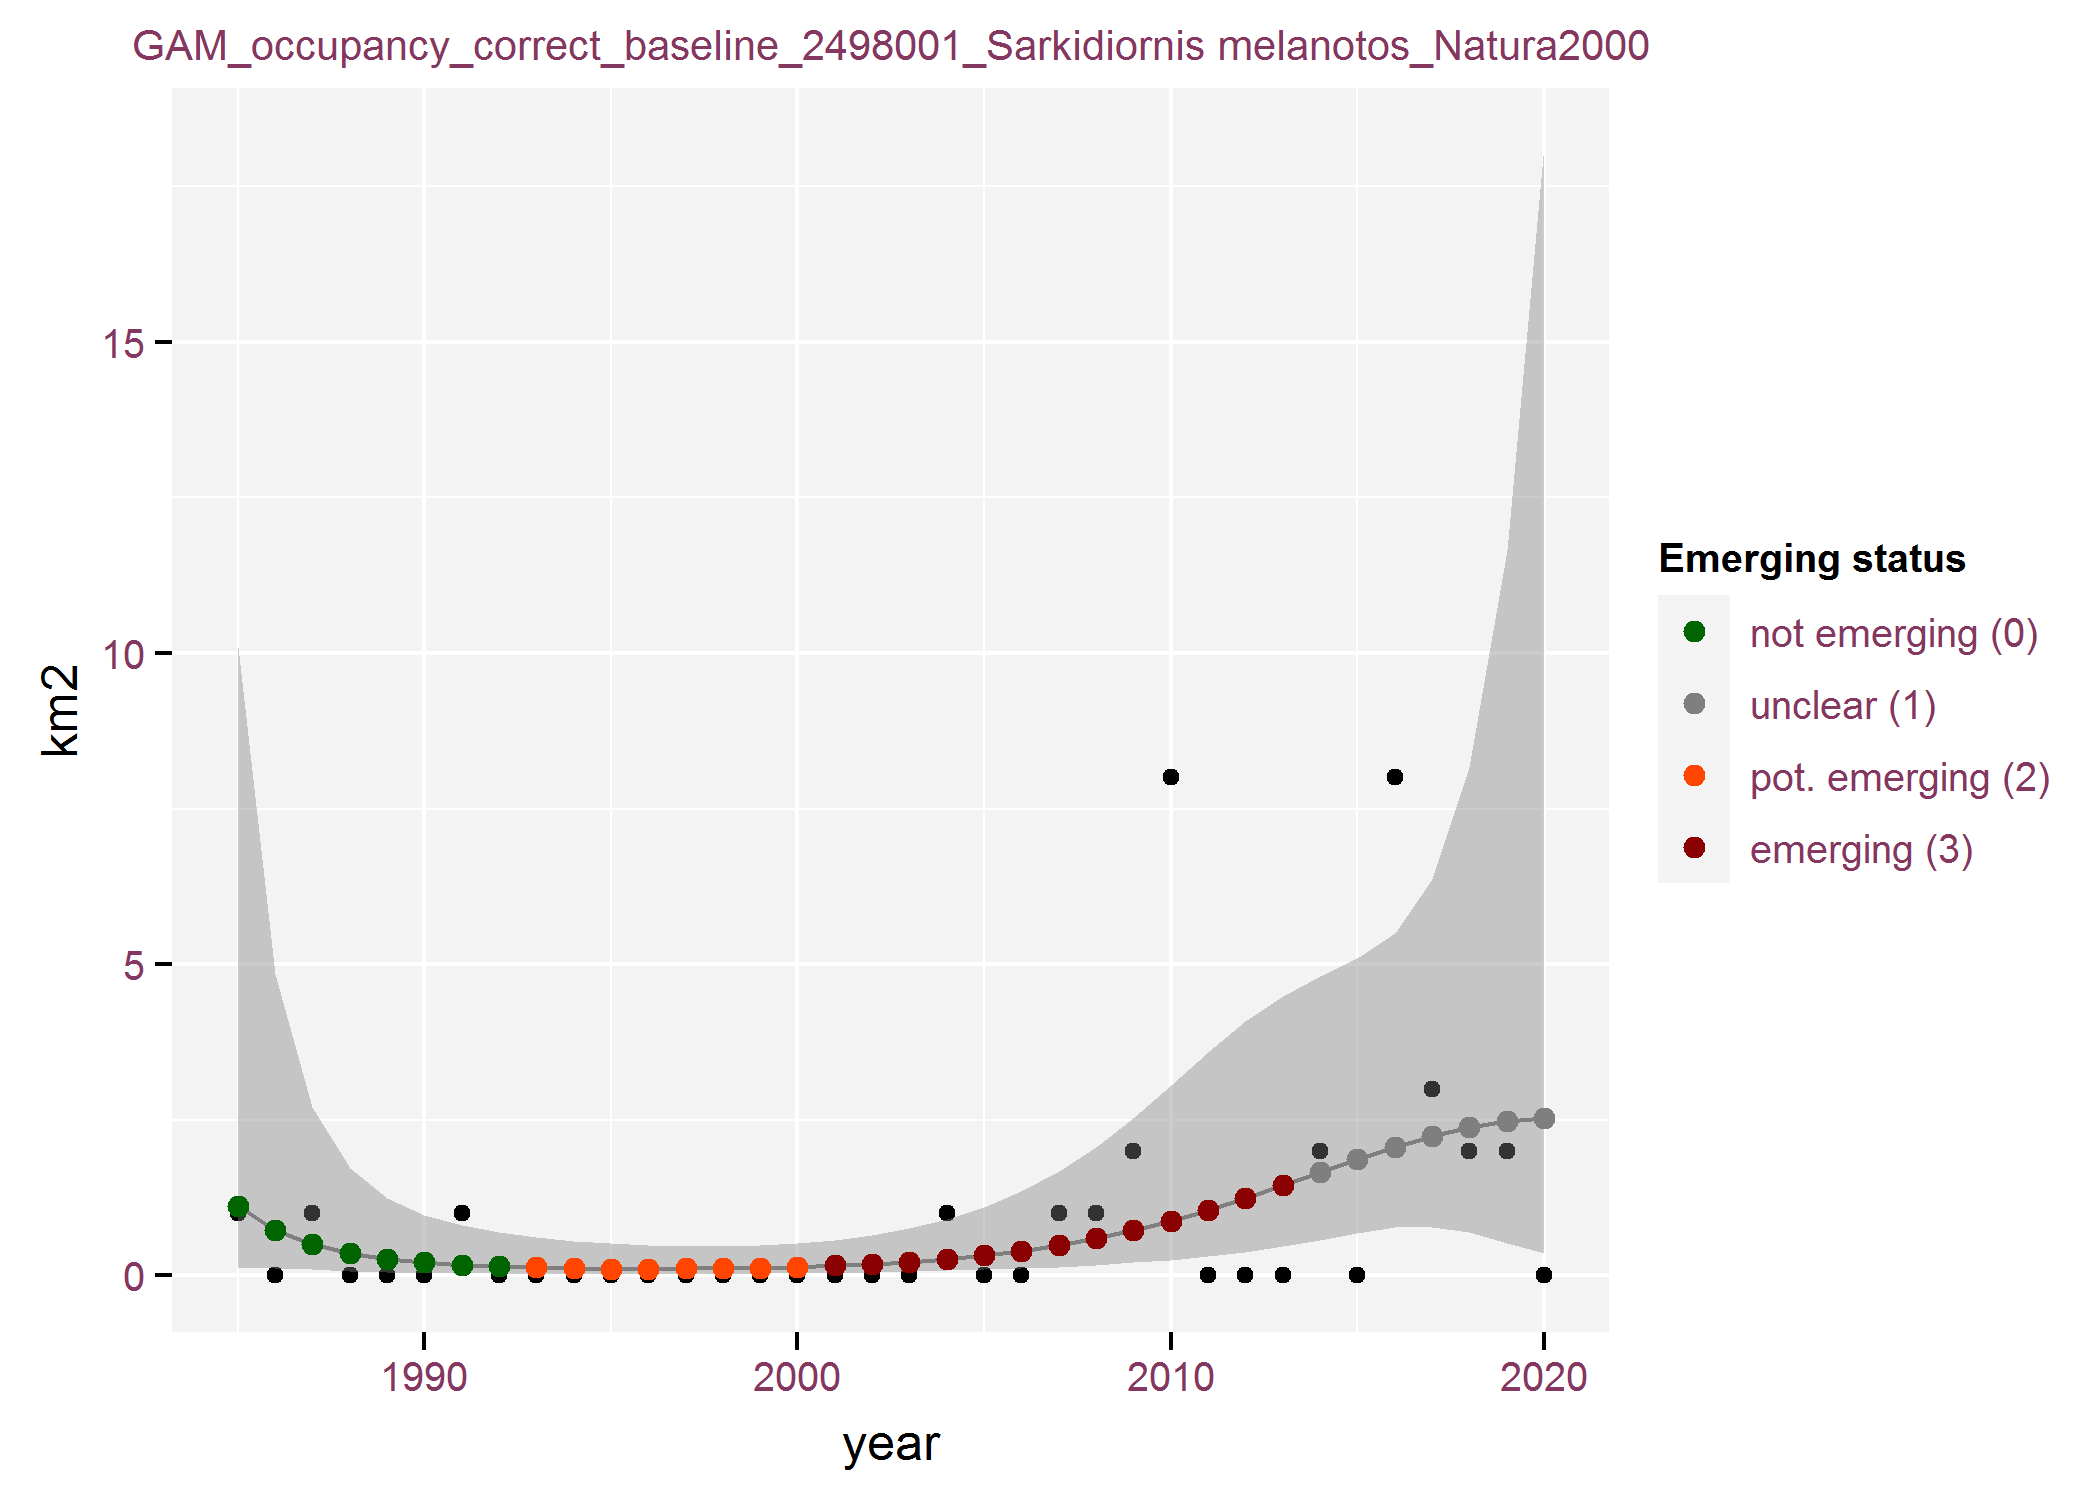 GAM_occupancy_correct_baseline_2498001_Sarkidiornis melanotos_Natura2000
15
10
5
0
km2
1990
2000
2010
2020
year
Emerging status
not emerging (0)
unclear (1)
pot. emerging (2)
emerging (3)